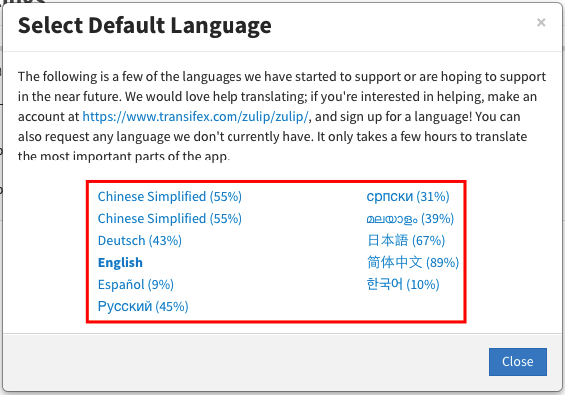 Select Default Language
×
The following is a few of the languages we have started to support or are hoping to support
in the near future. We would love help translating; if you're interested in helping, make an
account at https://www.transifex.com/zulip/zulip/, and sign up for a language! You can
also request any language we don't currently have. It only takes a few hours to translate
the most important parts of the app.
Chinese Simplified (55%)
Chinese Simplified (55%)
Deutsch (43%)
English
Español (9%)
Русский (45%)
српски (31%)
മലയാളം (39%)
日本語 (67%)
简体中文 (89%)
한국어 (10%)
Close